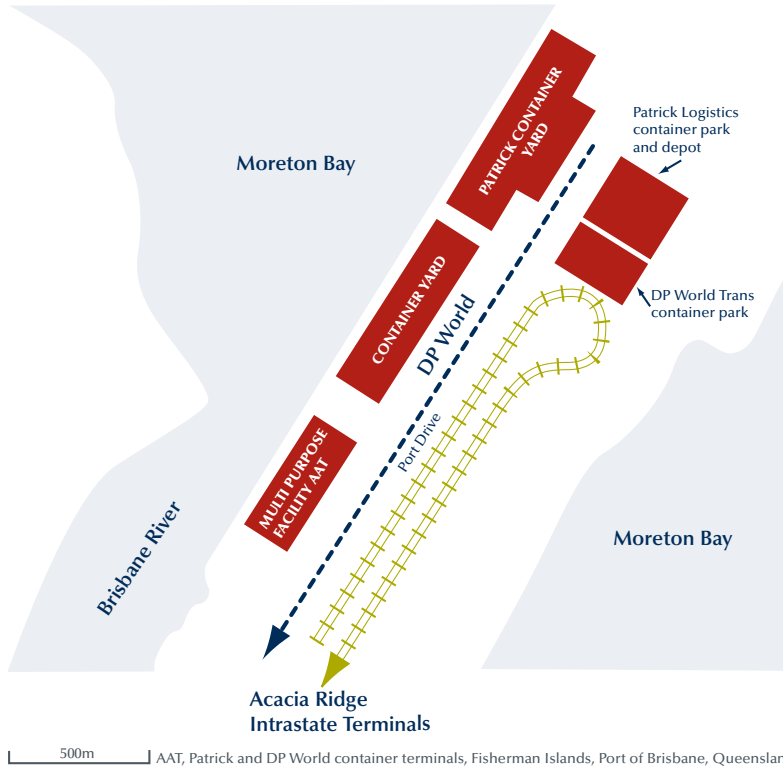 PATRICK CONTAINER
YARD
Patrick Logistics
container park
and depot
Moreton Bay
CONTAINER YARD
DP World
DP World Trans
container park
Port Drive
MULTI PURPOSE
FACILITY AAT
Moreton Bay
Brisbane River
Acacia Ridge
Intrastate Terminals
500m
AAT, Patrick and DP World container terminals, Fisherman Islands, Port of Brisbane,